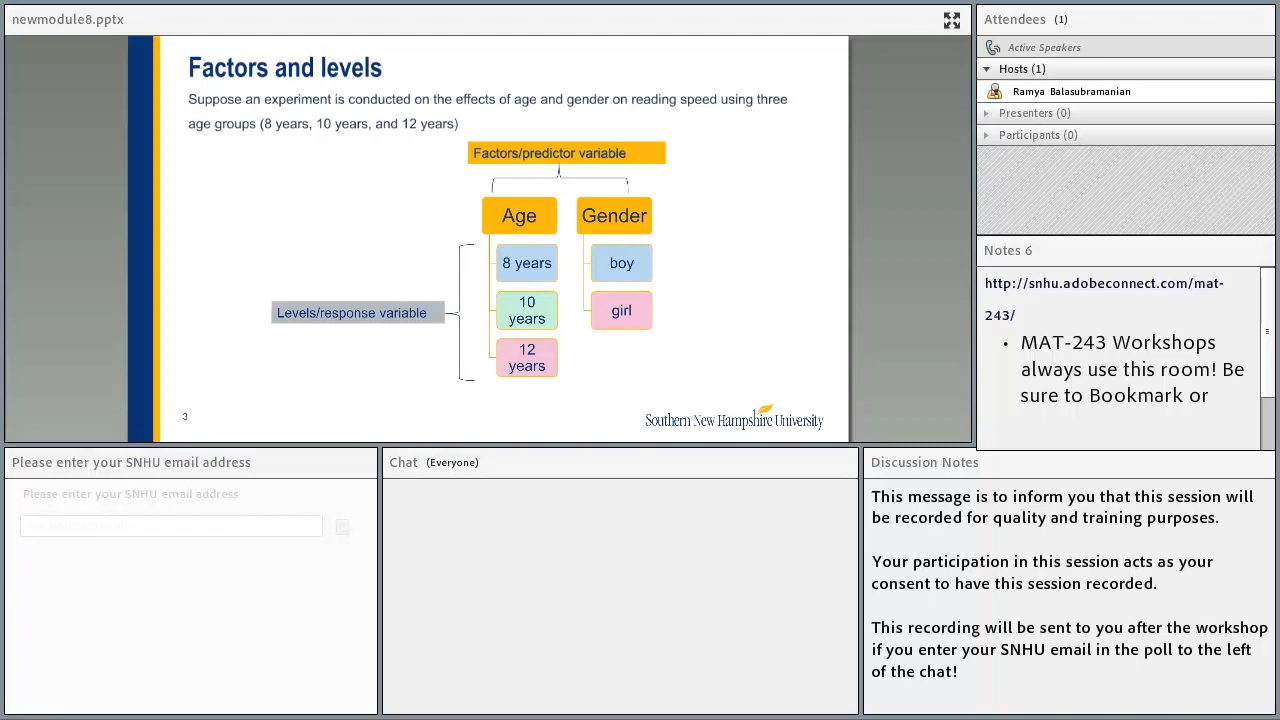 newmodule8.pptx
Factors and levels
Suppose an experiment is conducted on the effects of age and gender on reading speed using three
age groups (8 years, 10 years, and 12 years)
Factors/predictor variable
Age
Gender
8 years
boy
Levels/response variable
10
years
girl
12
years
3
Southern New Hampshire University
Attendees (1)
Active Speakers
Hosts (1)
Ramya Balasubramanian
Presenters (0)
Participants (0)
Notes 6
http://snhu.adobeconnect.com/mat-
243/
• MAT-243 Workshops
always use this room! Be
sure to Bookmark or
Please enter your SNHU email address
Please enter your SNHU email address
Chat (Everyone)
Discussion Notes
This message is to inform you that this session will
be recorded for quality and training purposes.
Your participation in this session acts as your
consent to have this session recorded.
This recording will be sent to you after the workshop
if you enter your SNHU email in the poll to the left
of the chat!